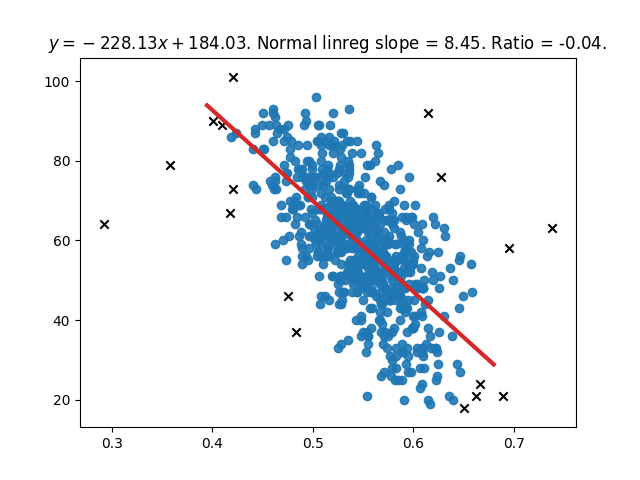 y = − 228.13x + 184.03. Normal linreg slope = 8.45. Ratio = -0.04.
100
80
60
40
20
0.3 0.4 0.5 0.6 0.7